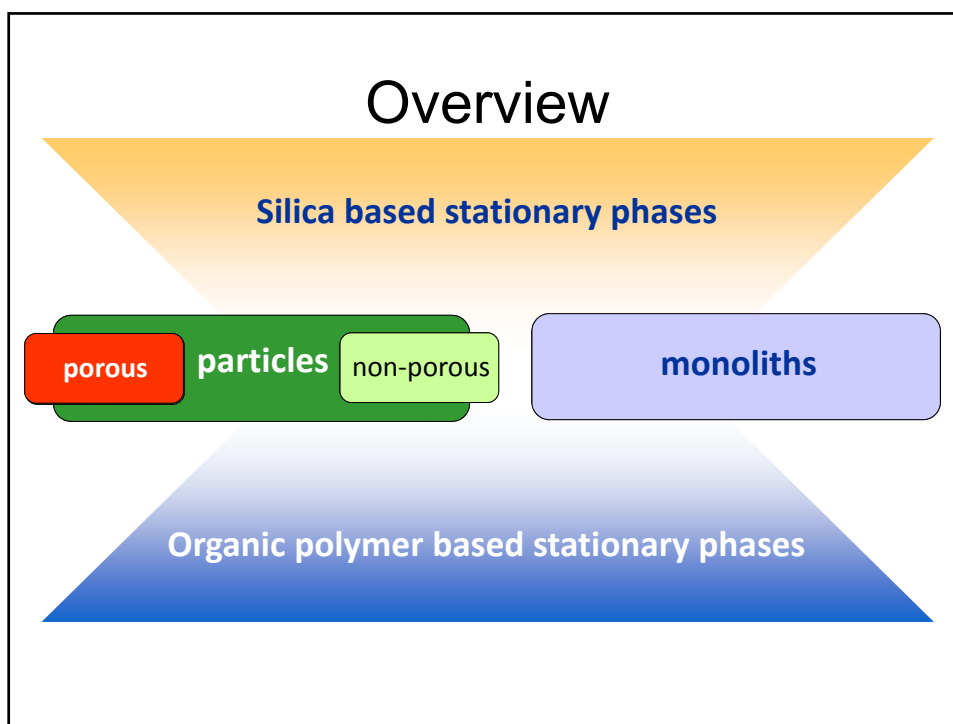 Overview
Silica based stationary phases
porous
particles
non-porous
monoliths
Organic polymer based stationary phases